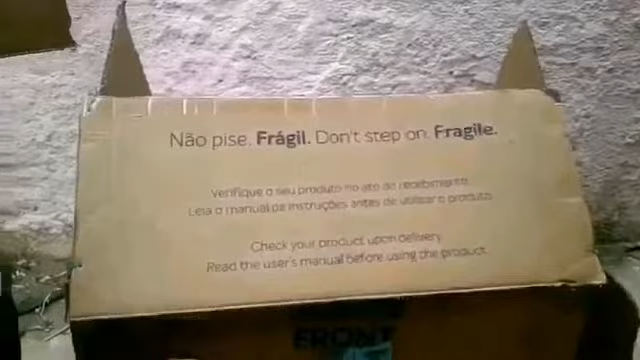 Não pise. Frágil. Don't step on. Fragile.
Verifique o seu produto no ato do recebimento.
Leia o manual de instruções antes de utilizar o produto.
Check your product upon delivery.
Read the user's manual before using the product.
FRONT